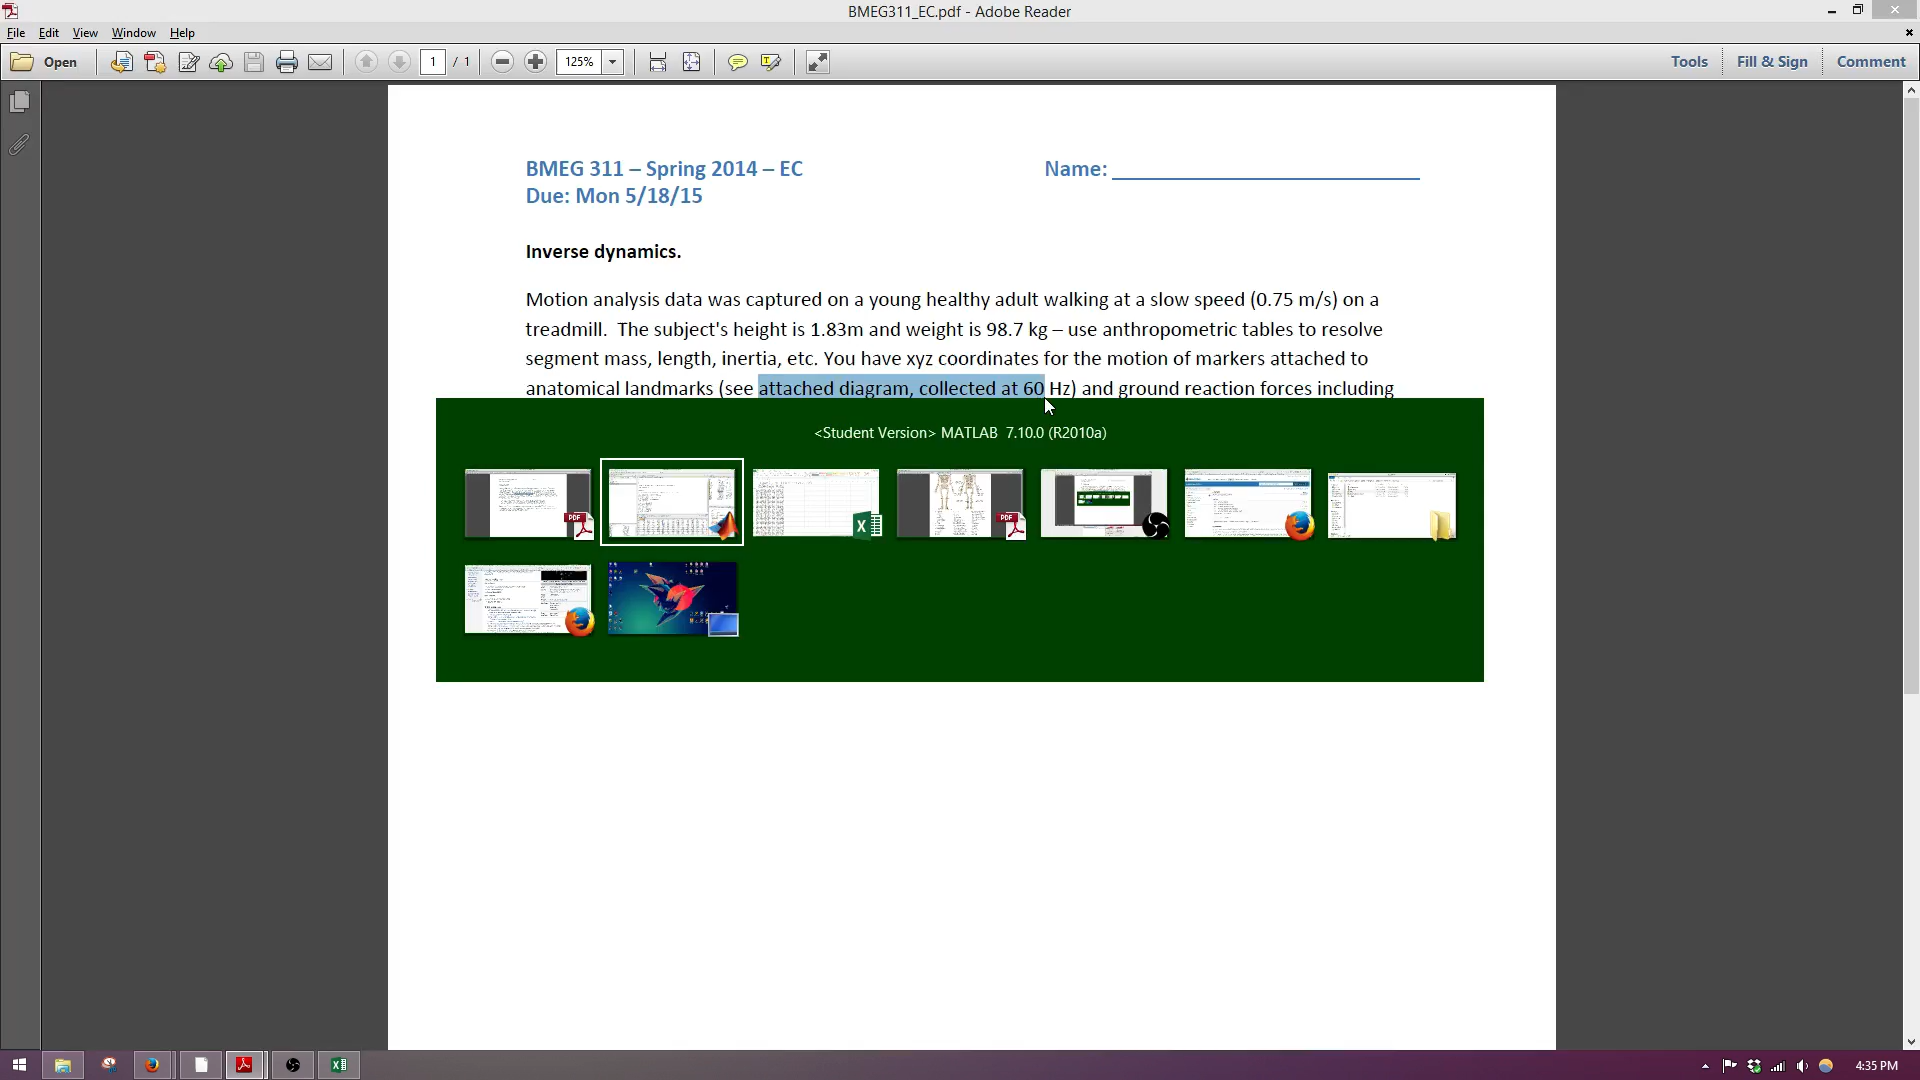 BMEG311_EC.pdf - Adobe Reader
File Edit View Window Help
Open 1 / 1 125% Tools Fill & Sign Comment
BMEG 311 – Spring 2014 – EC Name: ____________________________
Due: Mon 5/18/15
Inverse dynamics.
Motion analysis data was captured on a young healthy adult walking at a slow speed (0.75 m/s) on a
treadmill.  The subject's height is 1.83m and weight is 98.7 kg – use anthropometric tables to resolve
segment mass, length, inertia, etc. You have xyz coordinates for the motion of markers attached to
anatomical landmarks (see attached diagram, collected at 60 Hz) and ground reaction forces including
<Student Version> MATLAB  7.10.0 (R2010a)
PDF
PDF
4:35 PM